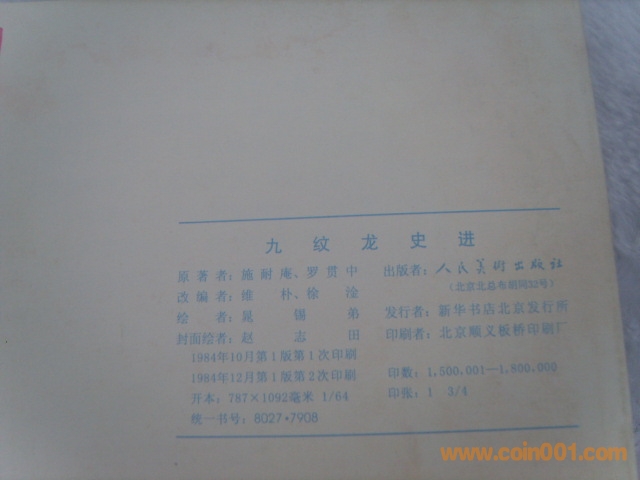 九纹龙史进
原著者：施耐庵、罗贯中
改编者：维朴、徐淦
绘者：晁锡弟
封面绘者：赵志田
1984年10月第1版第1次印刷
1984年12月第1版第2次印刷
开本：787×1092毫米 1/64
统一书号：8027·7908
出版者：人民美术出版社
（北京北总布胡同32号）
发行者：新华书店北京发行所
印刷者：北京顺义板桥印刷厂
印数：1,500,001—1,800,000
印张：1 3/4
www.coin001.com